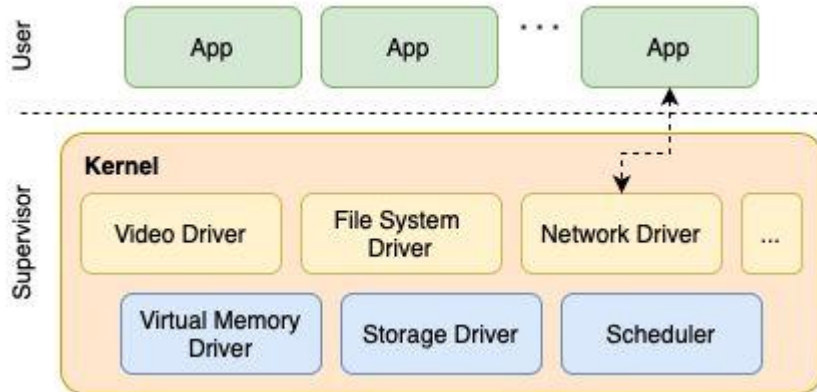 User
App
App
...
App
Supervisor
Kernel
Video Driver
File System
Driver
Network Driver
...
Virtual Memory
Driver
Storage Driver
Scheduler